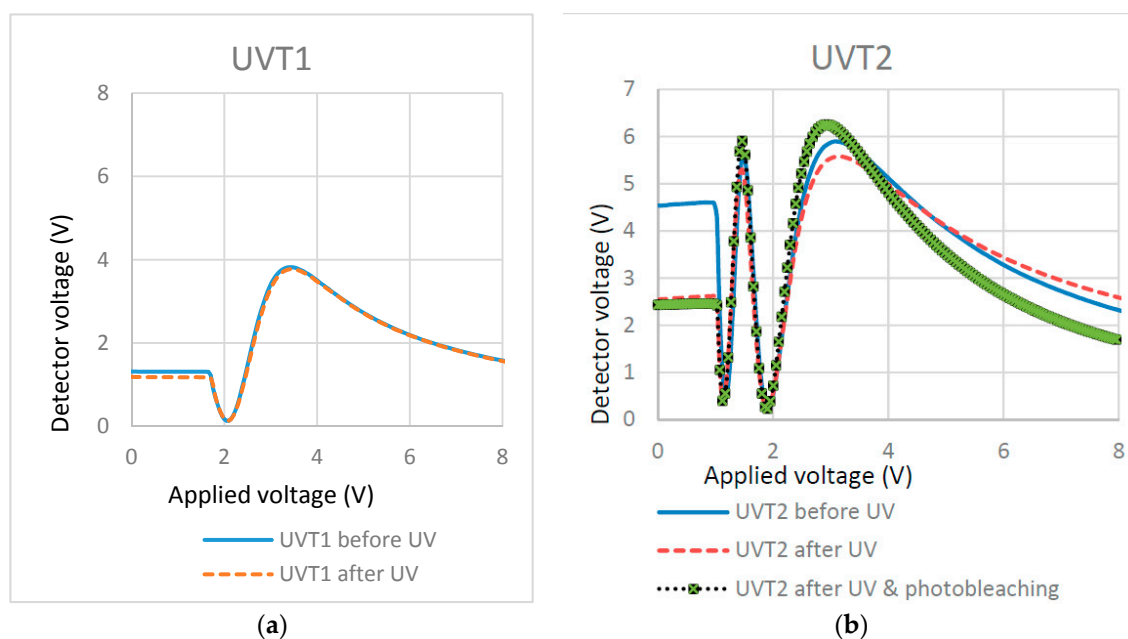 UVT1
8
6
4
2
0
Detector voltage (V)
0 2 4 6 8
Applied voltage (V)
UVT1 before UV
UVT1 after UV
(a)
UVT2
7
6
5
4
3
2
1
0
Detector voltage (V)
0 2 4 6 8
Applied voltage (V)
UVT2 before UV
UVT2 after UV
UVT2 after UV & photobleaching
(b)